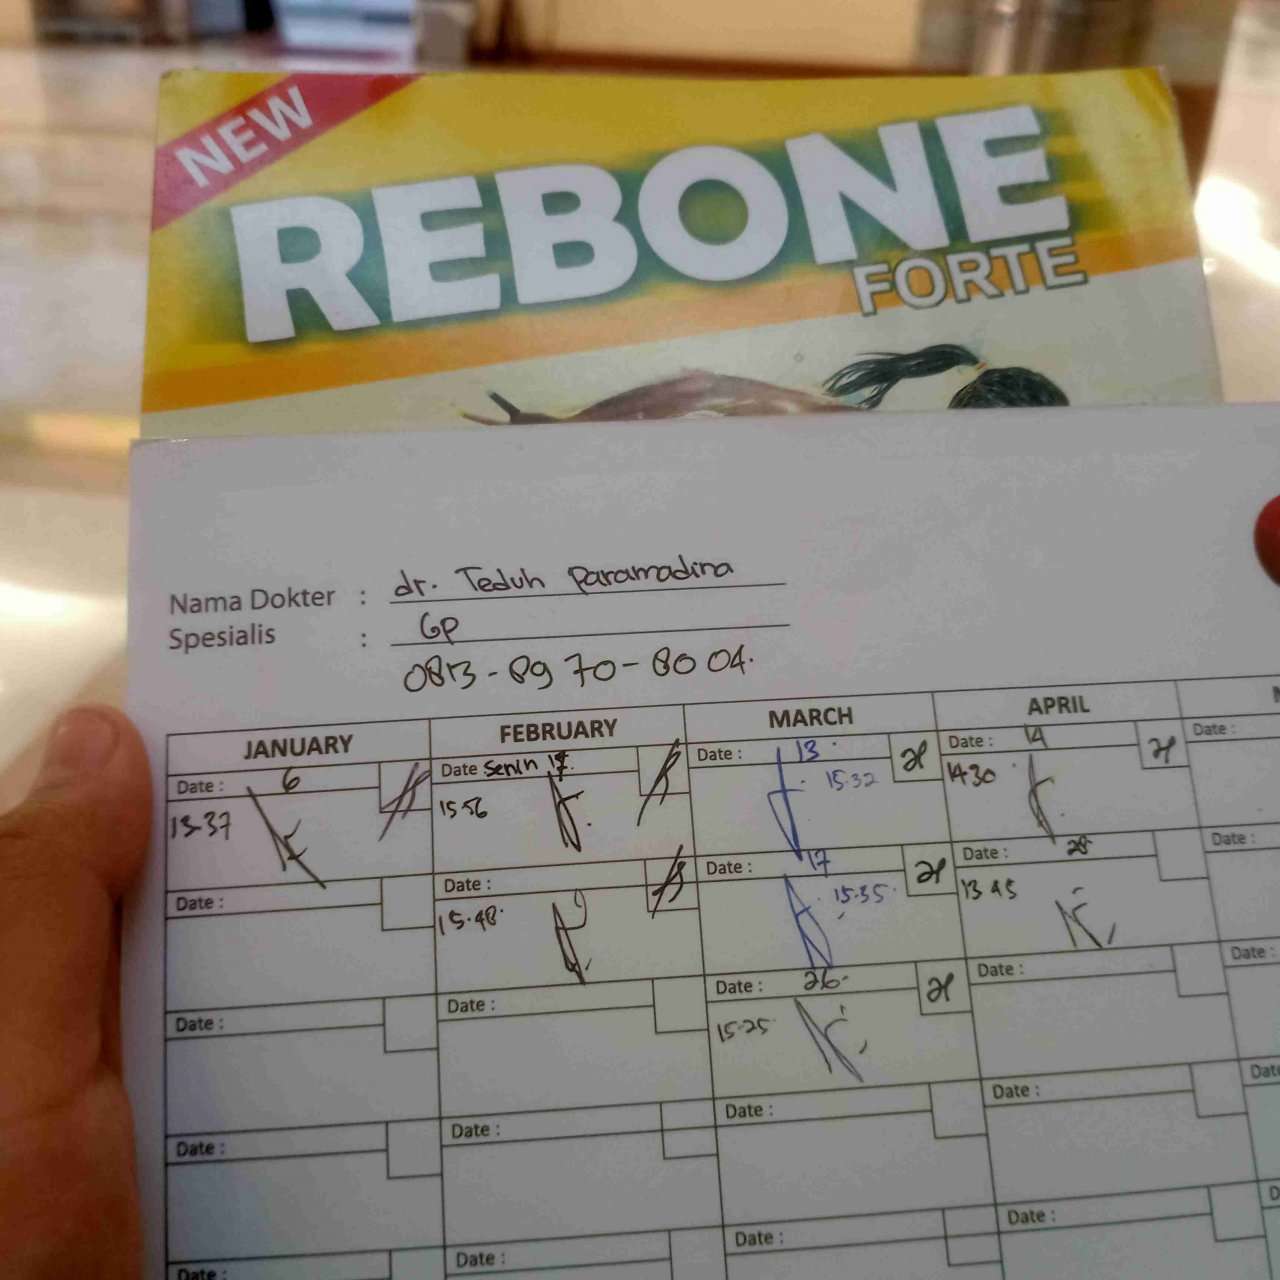 NEW
REBONE
FORTE
Nama Dokter : dr. Teduh Paramadina
Spesialis : GP
0813-8970-8004.
JANUARY FEBRUARY MARCH APRIL
Date : 6 Date Senin 17. Date : 13. Date : 14 Date :
13-37 15.56 15.32 1430
Date : Date : Date : 17 Date : 28 Date :
15.48. 15.35. 13 45
Date : Date : Date : 26. Date : Date :
15.25
Date : Date : Date : Date : Date
Date : Date : Date : Date : D